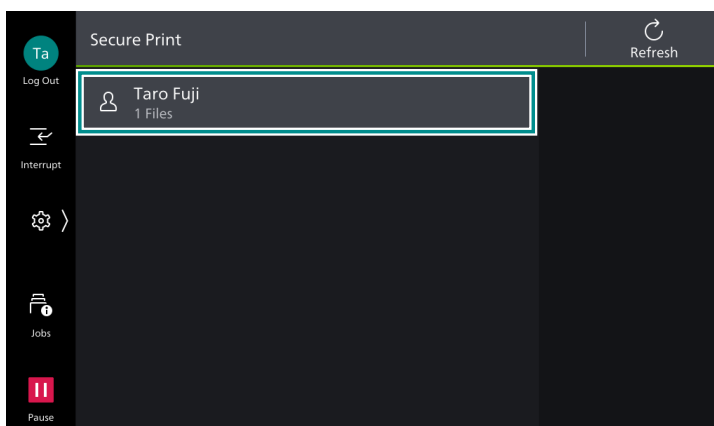 Ta
Log Out
Interrupt
Jobs
Pause
Secure Print
Refresh
Taro Fuji
1 Files